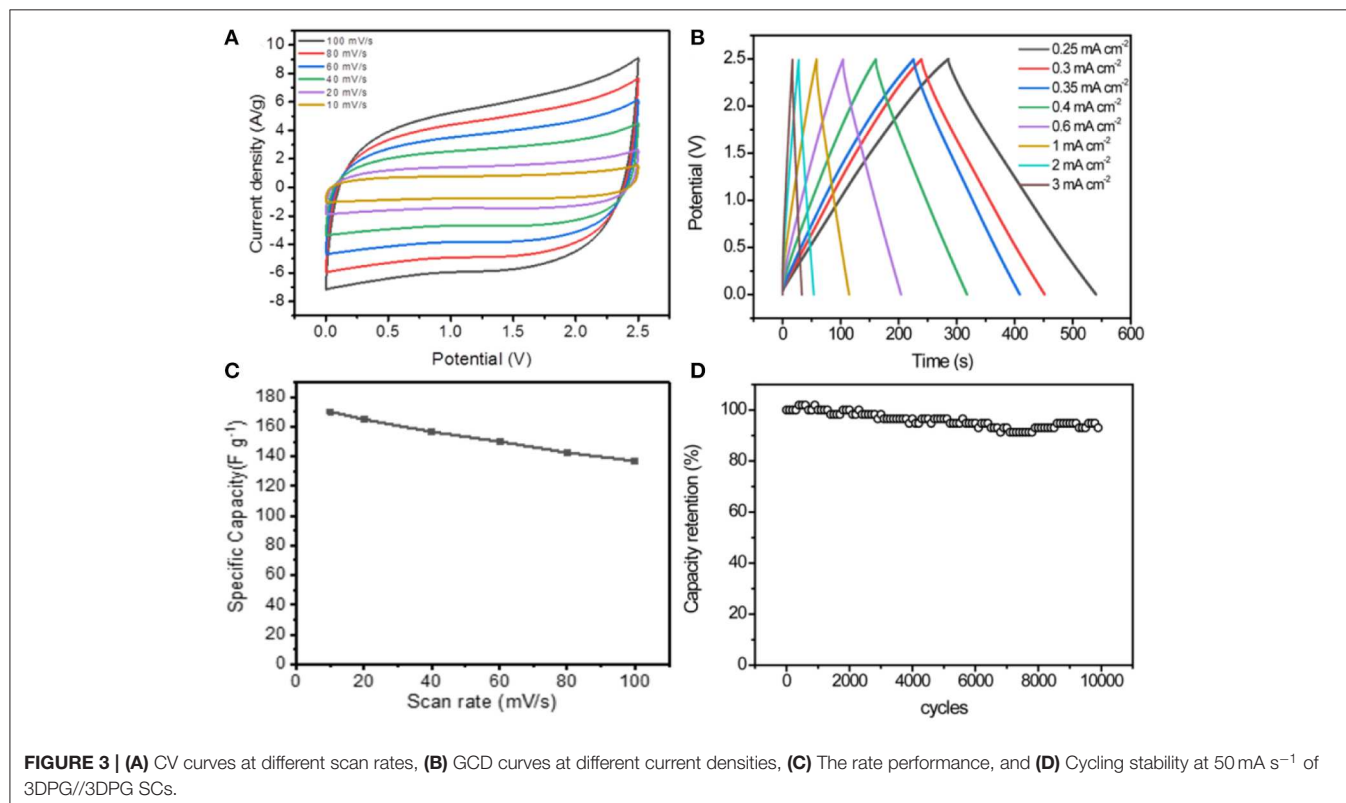 A
100 mV/s
80 mV/s
60 mV/s
40 mV/s
20 mV/s
10 mV/s
10
8
6
4
2
0
-2
-4
-6
-8
Current density (A/g)
0.0 0.5 1.0 1.5 2.0 2.5
Potential (V)
B
0.25 mA cm⁻²
0.3 mA cm⁻²
0.35 mA cm⁻²
0.4 mA cm⁻²
0.6 mA cm⁻²
1 mA cm⁻²
2 mA cm⁻²
3 mA cm⁻²
2.5
2.0
1.5
1.0
0.5
0.0
Potential (V)
0 100 200 300 400 500 600
Time (s)
C
180
160
140
120
100
80
60
40
20
0
Specific Capacity(F g⁻¹)
0 20 40 60 80 100
Scan rate (mV/s)
D
100
80
60
40
20
0
Capacity retention (%)
0 2000 4000 6000 8000 10000
cycles
FIGURE 3 | (A) CV curves at different scan rates, (B) GCD curves at different current densities, (C) The rate performance, and (D) Cycling stability at 50 mA s⁻¹ of
3DPG//3DPG SCs.